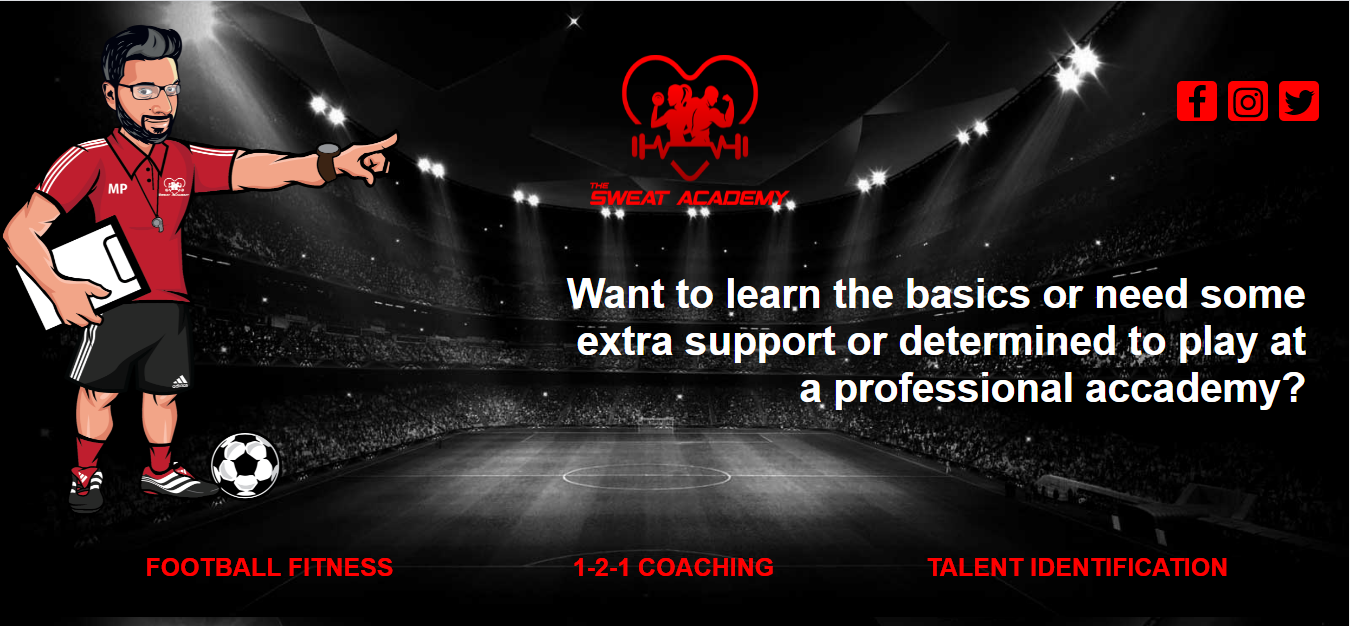 THE
SWEAT ACADEMY
MP
Want to learn the basics or need some
extra support or determined to play at
a professional accademy?
FOOTBALL FITNESS
1-2-1 COACHING
TALENT IDENTIFICATION